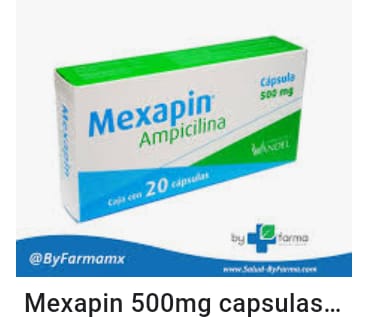 Cápsula
500 mg
Mexapin®
Ampicilina
Mexapin
Caja con 20 cápsulas
by farma
@ByFarmamx
www.Salud-ByFarma.com
Mexapin 500mg capsulas...